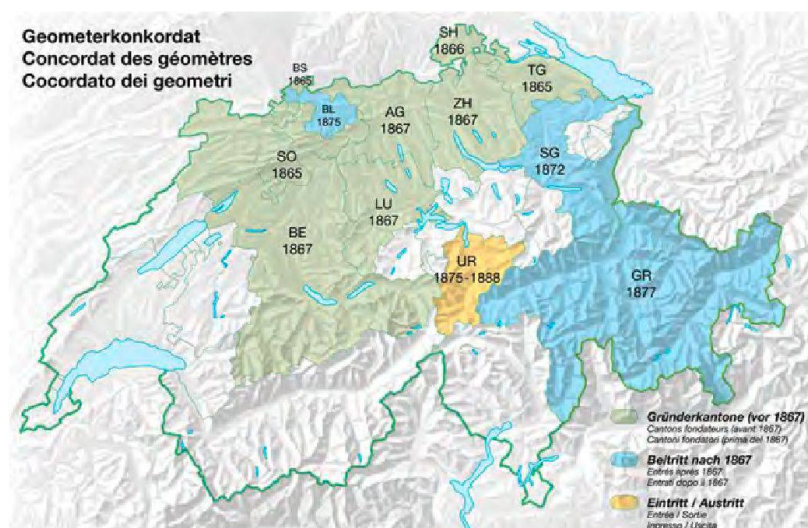 Geometerkonkordat
Concordat des géomètres
Cocordato dei geometri
SH
1866
BS
1865
TG
1865
BL
1875
AG
1867
ZH
1867
SG
1872
SO
1865
LU
1867
BE
1867
UR
1875-1888
GR
1877
Gründerkantone (vor 1867)
Cantons fondateurs (avant 1867)
Cantoni fondatori (prima del 1867)
Beitritt nach 1867
Entrés après 1867
Entrati dopo il 1867
Eintritt / Austritt
Entrée / Sortie
Ingresso / Uscita